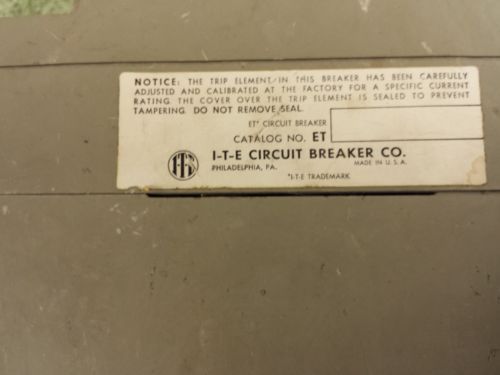 NOTICE: THE TRIP ELEMENT IN THIS BREAKER HAS BEEN CAREFULLY
ADJUSTED AND CALIBRATED AT THE FACTORY FOR A SPECIFIC CURRENT
RATING. THE COVER OVER THE TRIP ELEMENT IS SEALED TO PREVENT
TAMPERING. DO NOT REMOVE SEAL.
ET* CIRCUIT BREAKER
CATALOG NO. ET
I-T-E CIRCUIT BREAKER CO.
PHILADELPHIA, PA. MADE IN U.S.A.
ITE
*I-T-E TRADEMARK